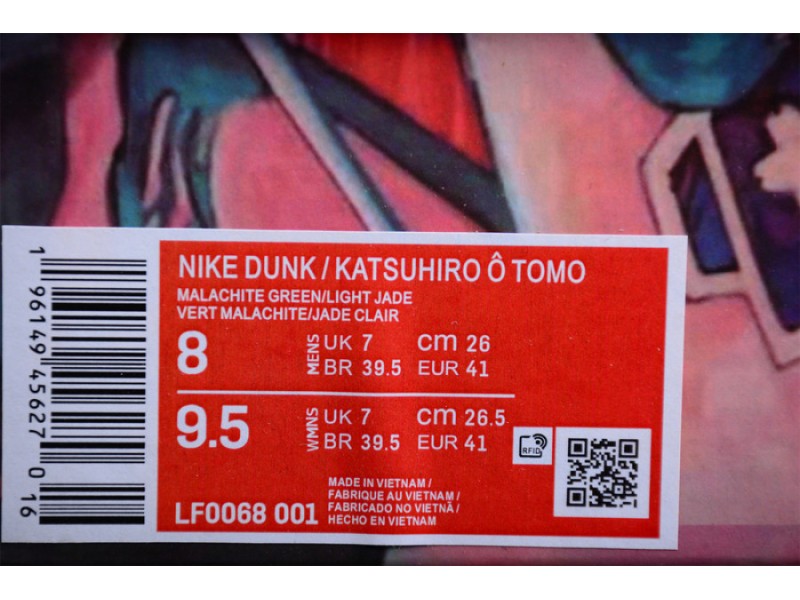 1 96149 45627 0 16
NIKE DUNK / KATSUHIRO Ô TOMO
MALACHITE GREEN/LIGHT JADE
VERT MALACHITE/JADE CLAIR
8 MENS UK 7 cm 26
BR 39.5 EUR 41
9.5 WMNS UK 7 cm 26.5
BR 39.5 EUR 41
RFID
MADE IN VIETNAM /
FABRIQUE AU VIETNAM /
FABRICADO NO VIETNÃ /
LF0068 001 HECHO EN VIETNAM